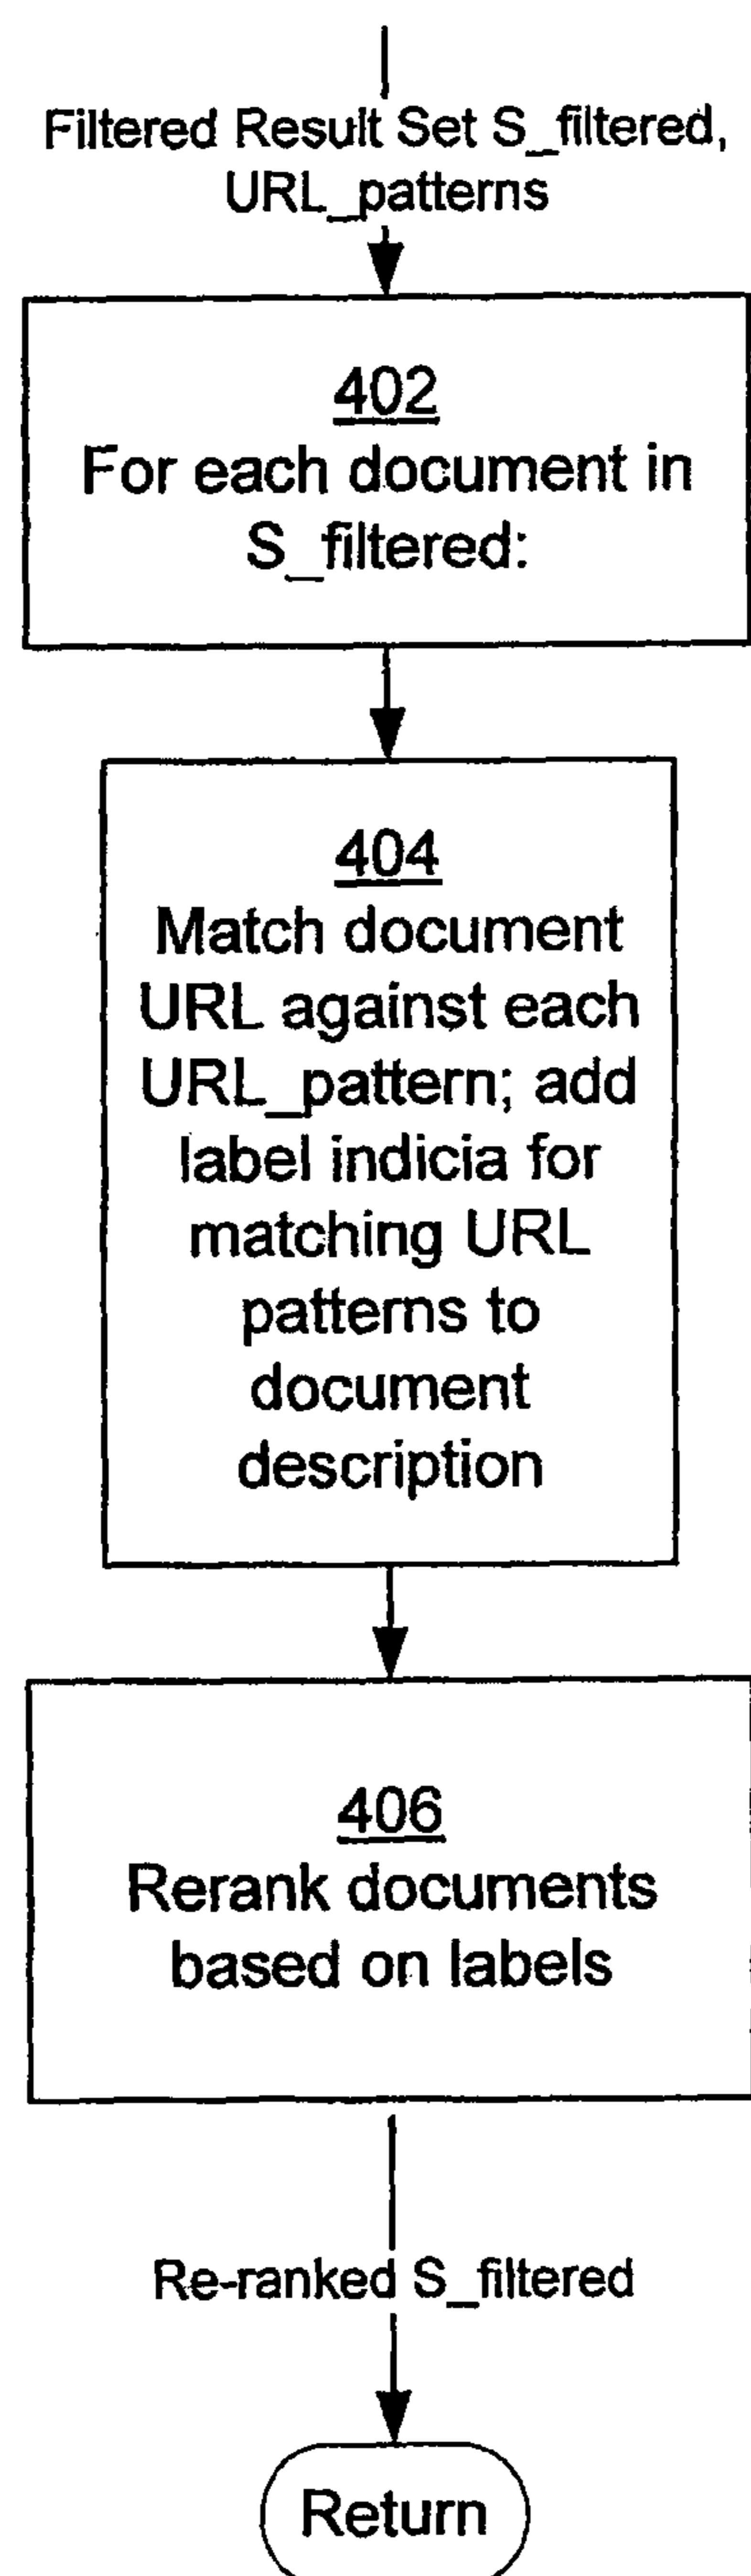 Filtered Result Set S_filtered,
URL_patterns
402
For each document in
S_filtered:
404
Match document
URL against each
URL_pattern; add
label indicia for
matching URL
patterns to
document
description
406
Rerank documents
based on labels
Re-ranked S_filtered
Return